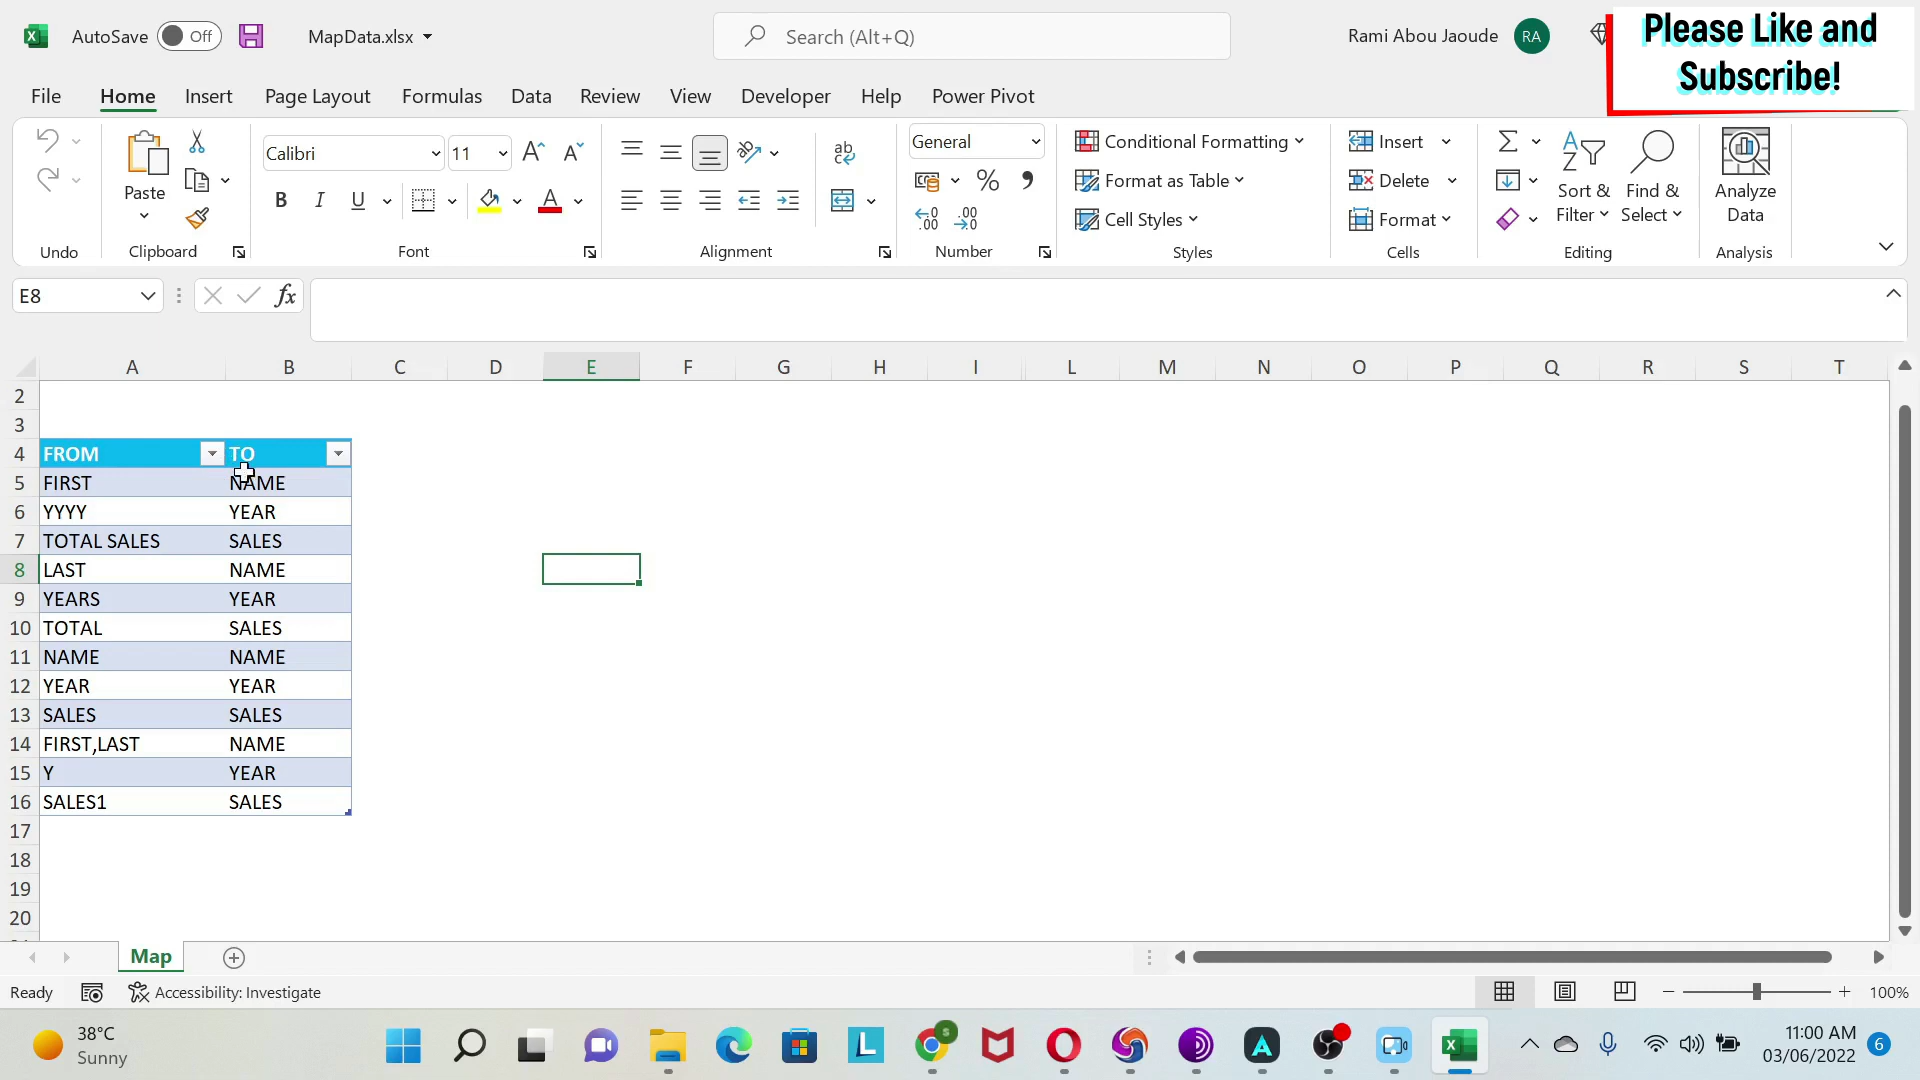 AutoSave Off MapData.xlsx Search (Alt+Q) Rami Abou Jaoude RA
Please Like and
Subscribe!
File Home Insert Page Layout Formulas Data Review View Developer Help Power Pivot
Paste
Calibri 11
B I U
ab
General
% ,
Conditional Formatting
Format as Table
Cell Styles
Insert
Delete
Format
Sort &
Filter
Find &
Select
Analyze
Data
Undo Clipboard Font Alignment Number Styles Cells Editing Analysis
E8 fx
A B C D E F G H I L M N O P Q R S T
2
3
4 FROM TO
5 FIRST NAME
6 YYYY YEAR
7 TOTAL SALES SALES
8 LAST NAME
9 YEARS YEAR
10 TOTAL SALES
11 NAME NAME
12 YEAR YEAR
13 SALES SALES
14 FIRST,LAST NAME
15 Y YEAR
16 SALES1 SALES
17
18
19
20
Map
Ready Accessibility: Investigate 100%
38°C
Sunny
11:00 AM
03/06/2022
6